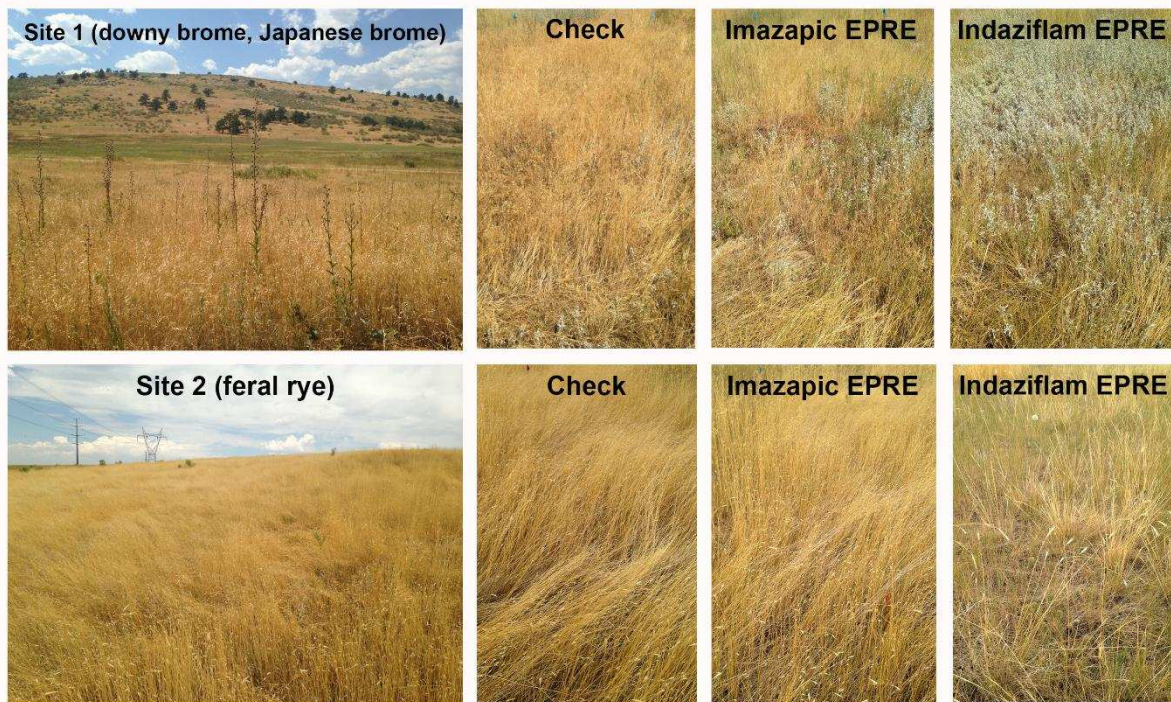 Site 1 (downy brome, Japanese brome)
Check
Imazapic EPRE
Indaziflam EPRE
Site 2 (feral rye)
Check
Imazapic EPRE
Indaziflam EPRE